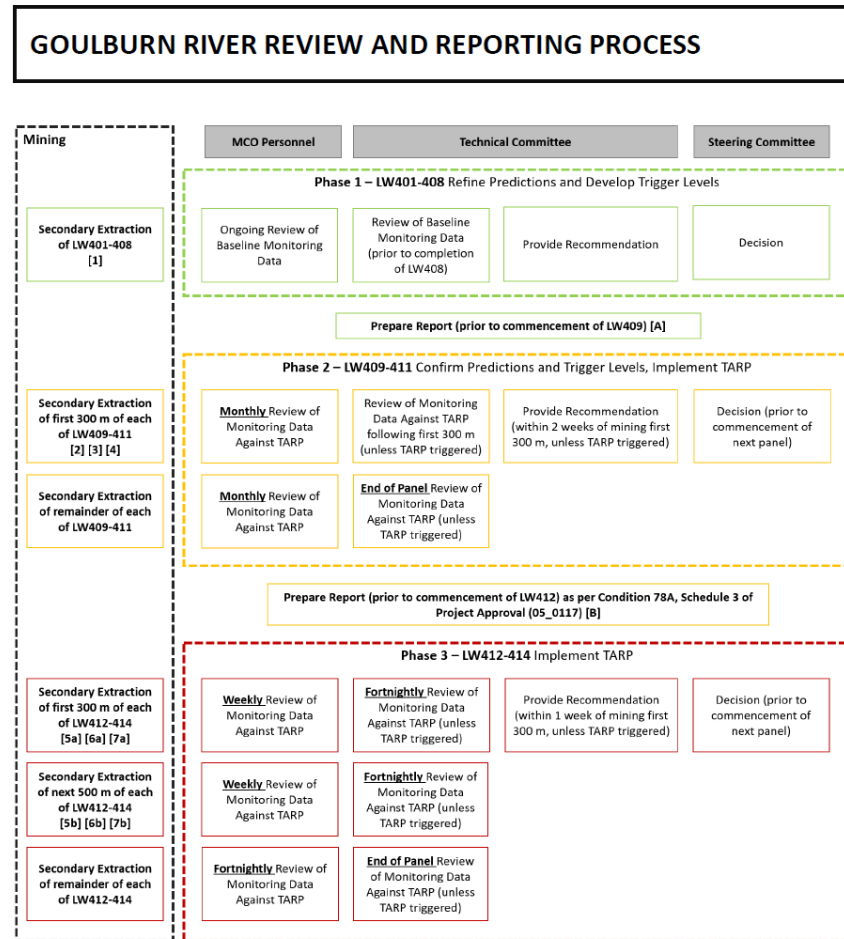 GOULBURN RIVER REVIEW AND REPORTING PROCESS
Mining
MCO Personnel
Technical Committee
Steering Committee
Phase 1 – LW401-408 Refine Predictions and Develop Trigger Levels
Secondary Extraction
of LW401-408
[1]
Ongoing Review of
Baseline Monitoring
Data
Review of Baseline
Monitoring Data
(prior to completion
of LW408)
Provide Recommendation
Decision
Prepare Report (prior to commencement of LW409) [A]
Phase 2 – LW409-411 Confirm Predictions and Trigger Levels, Implement TARP
Secondary Extraction
of first 300 m of each
of LW409-411
[2] [3] [4]
Monthly Review of
Monitoring Data
Against TARP
Review of Monitoring
Data Against TARP
following first 300 m
(unless TARP triggered)
Provide Recommendation
(within 2 weeks of mining first
300 m, unless TARP triggered)
Decision (prior to
commencement of
next panel)
Secondary Extraction
of remainder of each
of LW409-411
Monthly Review of
Monitoring Data
Against TARP
End of Panel Review of
Monitoring Data
Against TARP (unless
TARP triggered)
Prepare Report (prior to commencement of LW412) as per Condition 78A, Schedule 3 of
Project Approval (05_0117) [B]
Phase 3 – LW412-414 Implement TARP
Secondary Extraction
of first 300 m of each
of LW412-414
[5a] [6a] [7a]
Weekly Review of
Monitoring Data
Against TARP
Fortnightly Review of
Monitoring Data
Against TARP (unless
TARP triggered)
Provide Recommendation
(within 1 week of mining first
300 m, unless TARP triggered)
Decision (prior to
commencement of
next panel)
Secondary Extraction
of next 500 m of each
of LW412-414
[5b] [6b] [7b]
Weekly Review of
Monitoring Data
Against TARP
Fortnightly Review of
Monitoring Data
Against TARP (unless
TARP triggered)
Secondary Extraction
of remainder of each
of LW412-414
Fortnightly Review of
Monitoring Data
Against TARP
End of Panel Review
of Monitoring Data
Against TARP (unless
TARP triggered)